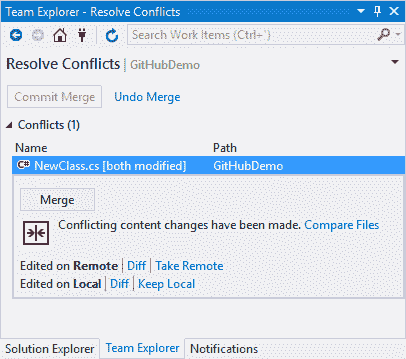 Team Explorer - Resolve Conflicts
Search Work Items (Ctrl+')
Resolve Conflicts | GitHubDemo
Commit Merge Undo Merge
Conflicts (1)
Name Path
C# NewClass.cs [both modified] GitHubDemo
Merge
Conflicting content changes have been made. Compare Files
Edited on Remote | Diff | Take Remote
Edited on Local | Diff | Keep Local
Solution Explorer Team Explorer Notifications